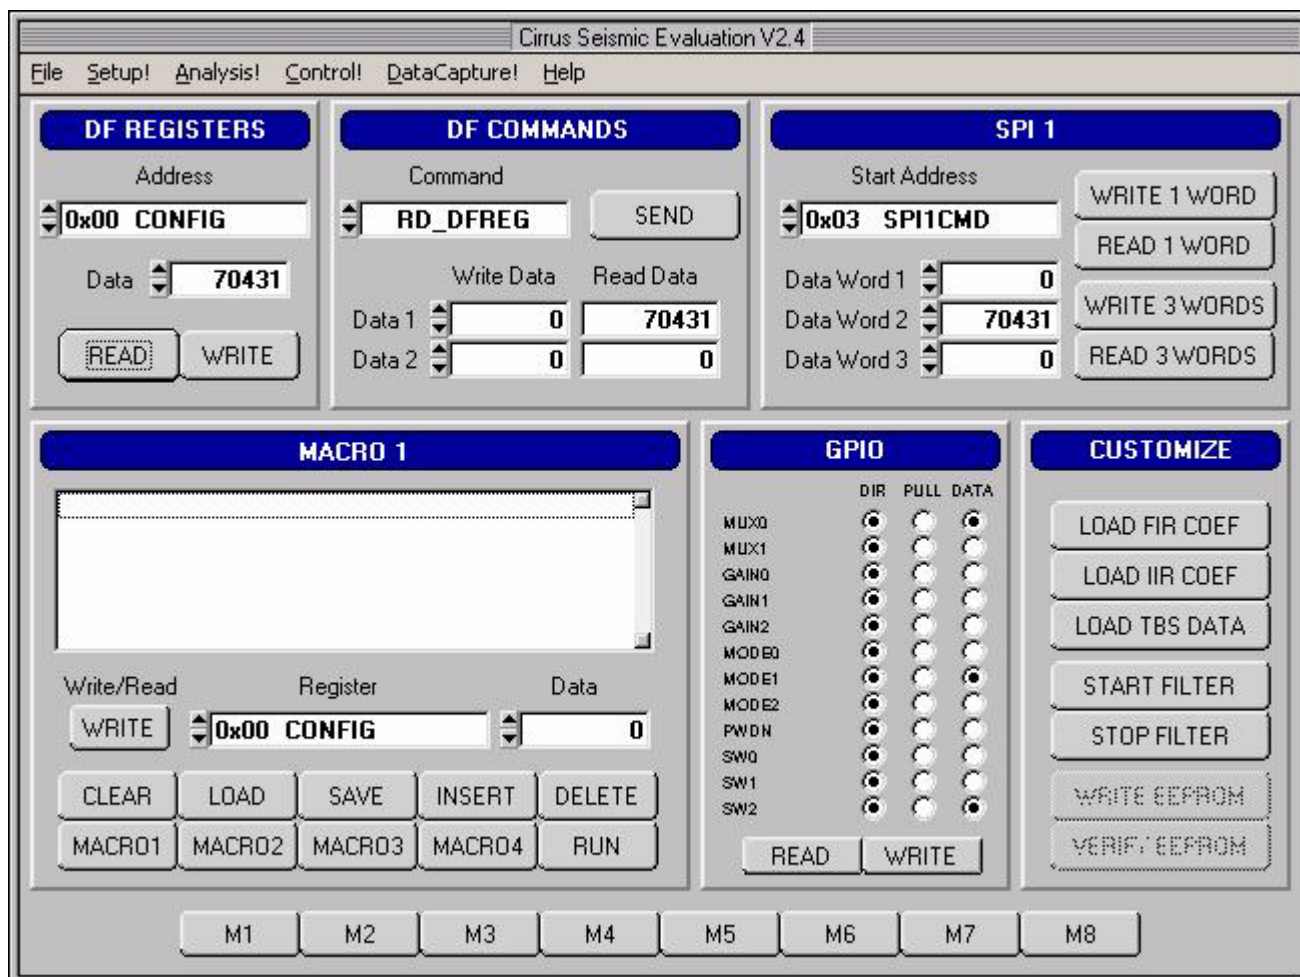 Cirrus Seismic Evaluation V2.4
File Setup! Analysis! Control! DataCapture! Help
DF REGISTERS
Address
0x00 CONFIG
Data 70431
READ WRITE
DF COMMANDS
Command
RD_DFREG SEND
Write Data Read Data
Data 1 0 70431
Data 2 0 0
SPI 1
Start Address
0x03 SPI1CMD
WRITE 1 WORD
READ 1 WORD
Data Word 1 0
Data Word 2 70431
Data Word 3 0
WRITE 3 WORDS
READ 3 WORDS
MACRO 1
Write/Read Register Data
WRITE 0x00 CONFIG 0
CLEAR LOAD SAVE INSERT DELETE
MACRO1 MACRO2 MACRO3 MACRO4 RUN
GPIO
DIR PULL DATA
MUX0
MUX1
GAIN0
GAIN1
GAIN2
MODE0
MODE1
MODE2
PWDN
SW0
SW1
SW2
READ WRITE
CUSTOMIZE
LOAD FIR COEF
LOAD IIR COEF
LOAD TBS DATA
START FILTER
STOP FILTER
WRITE EEPROM
VERIFY EEPROM
M1 M2 M3 M4 M5 M6 M7 M8